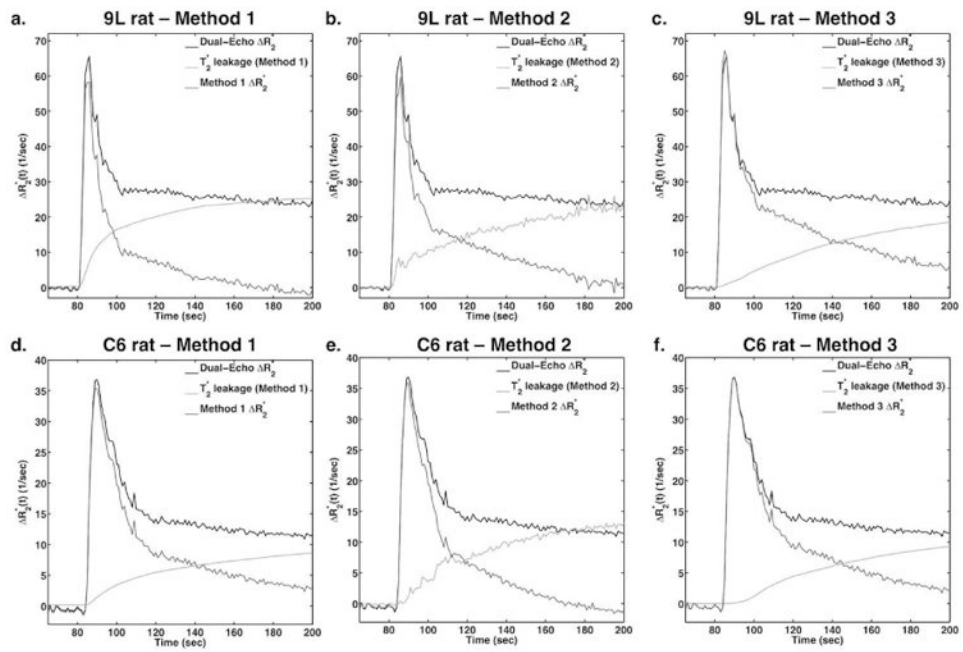 a. 9L rat – Method 1
Dual–Echo ΔR₂
T₂* leakage (Method 1)
Method 1 ΔR₂*
ΔR₂*(t) (1/sec)
70
60
50
40
30
20
10
0
80 100 120 140 160 180 200
Time (sec)
b. 9L rat – Method 2
Dual–Echo ΔR₂
T₂* leakage (Method 2)
Method 2 ΔR₂*
ΔR₂*(t) (1/sec)
70
60
50
40
30
20
10
0
80 100 120 140 160 180 200
Time (sec)
c. 9L rat – Method 3
Dual–Echo ΔR₂
T₂* leakage (Method 3)
Method 3 ΔR₂*
ΔR₂*(t) (1/sec)
70
60
50
40
30
20
10
0
80 100 120 140 160 180 200
Time (sec)
d. C6 rat – Method 1
Dual–Echo ΔR₂
T₂* leakage (Method 1)
Method 1 ΔR₂*
ΔR₂*(t) (1/sec)
40
35
30
25
20
15
10
5
0
80 100 120 140 160 180 200
Time (sec)
e. C6 rat – Method 2
Dual–Echo ΔR₂
T₂* leakage (Method 2)
Method 2 ΔR₂*
ΔR₂*(t) (1/sec)
40
35
30
25
20
15
10
5
0
80 100 120 140 160 180 200
Time (sec)
f. C6 rat – Method 3
Dual–Echo ΔR₂
T₂* leakage (Method 3)
Method 3 ΔR₂*
ΔR₂*(t) (1/sec)
40
35
30
25
20
15
10
5
0
80 100 120 140 160 180 200
Time (sec)